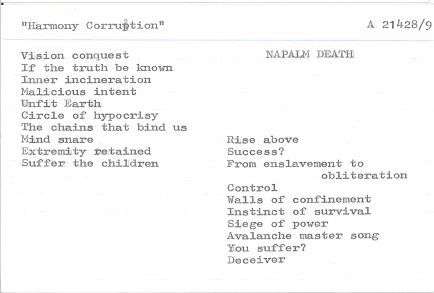 "Harmony Corruption"
A 21428/9
NAPALM DEATH
Vision conquest
If the truth be known
Inner incineration
Malicious intent
Unfit Earth
Circle of hypocrisy
The chains that bind us
Mind snare
Extremity retained
Suffer the children
Rise above
Success?
From enslavement to
obliteration
Control
Walls of confinement
Instinct of survival
Siege of power
Avalanche master song
You suffer?
Deceiver